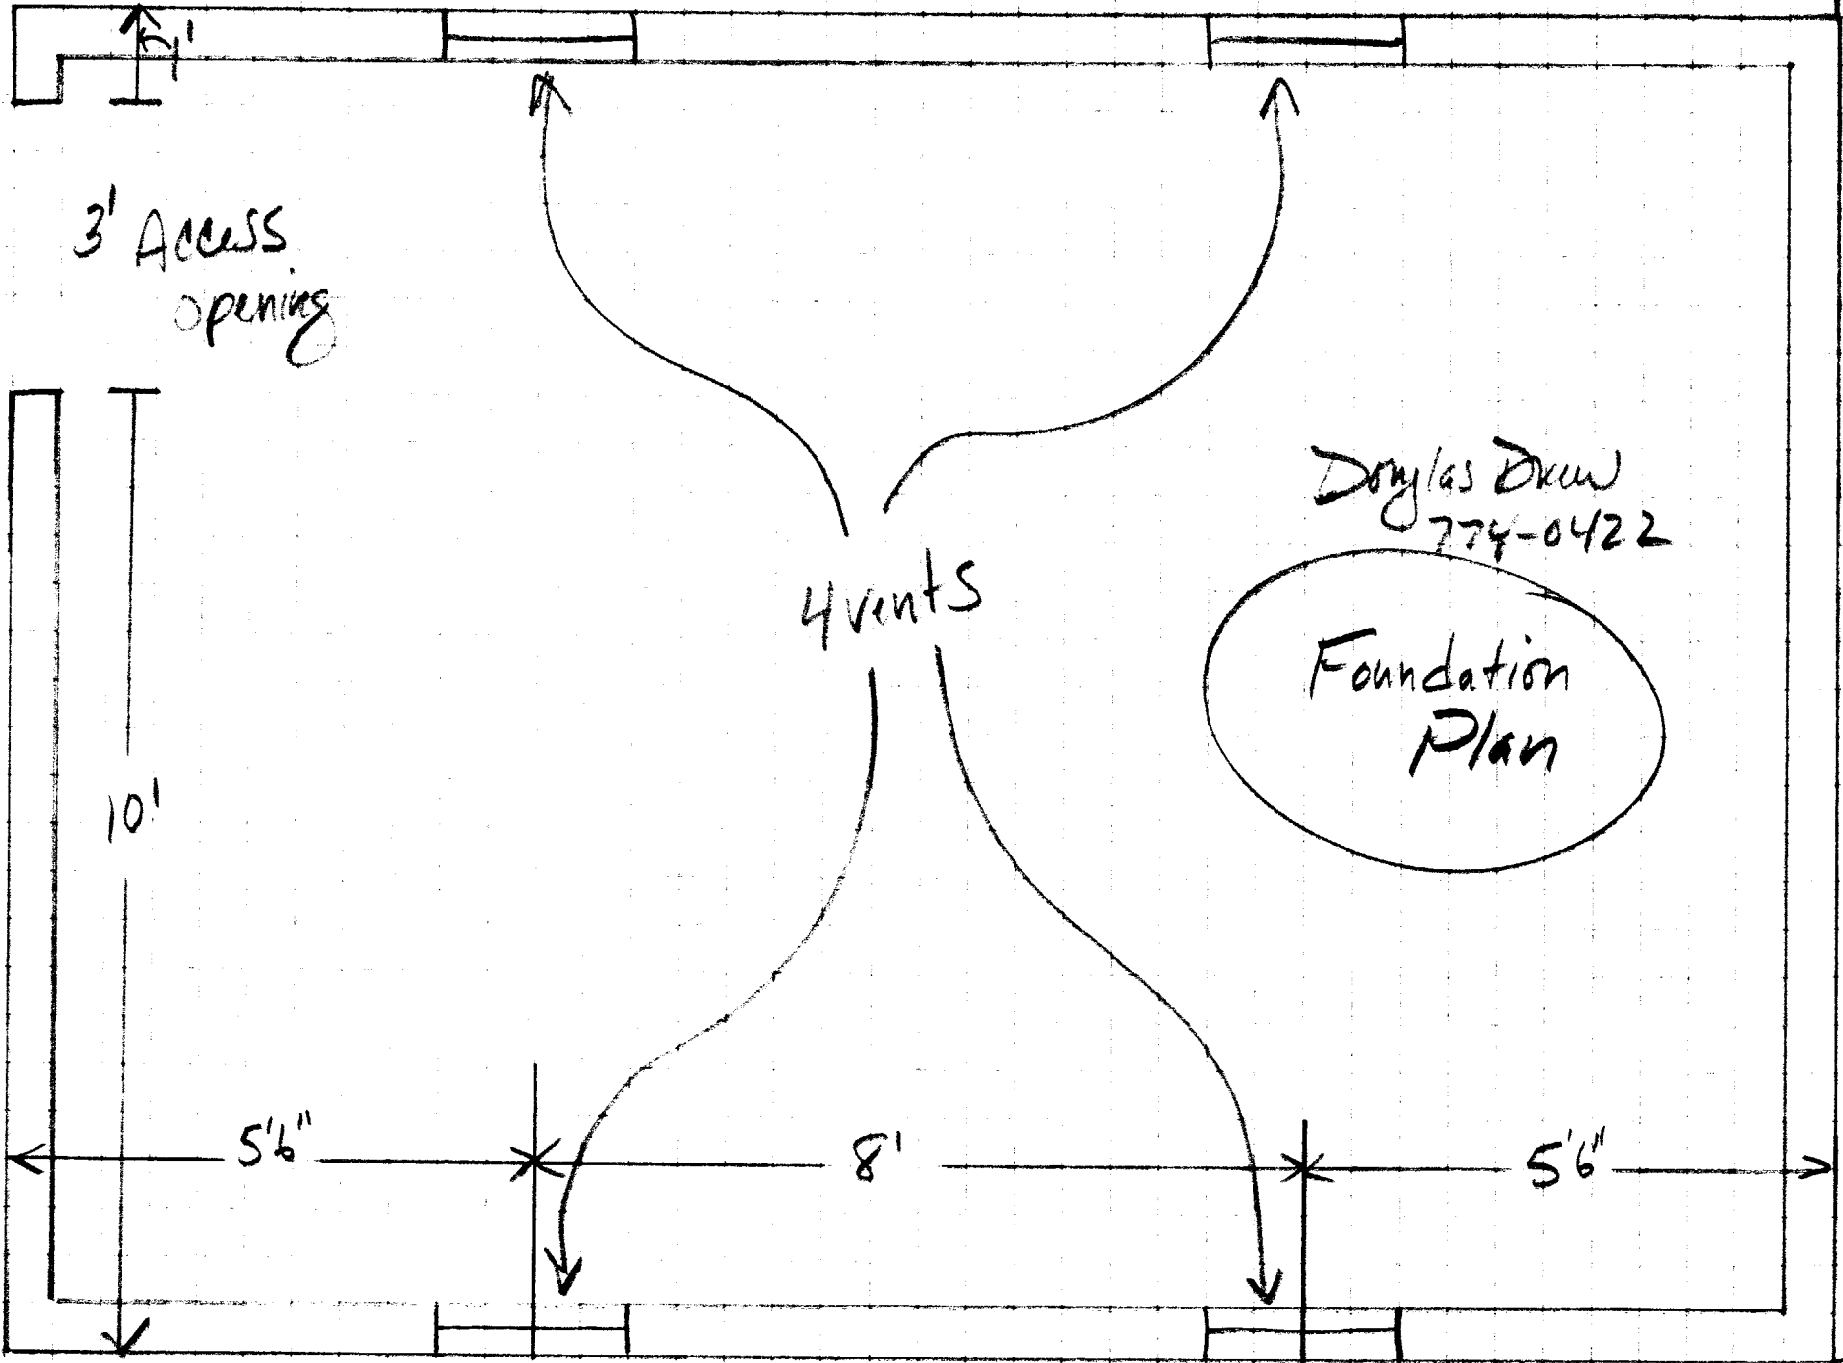 1'
3' Access
opening
Douglas Drew
774-0422
4 vents
Foundation
Plan
10'
5'6"
8'
5'6"